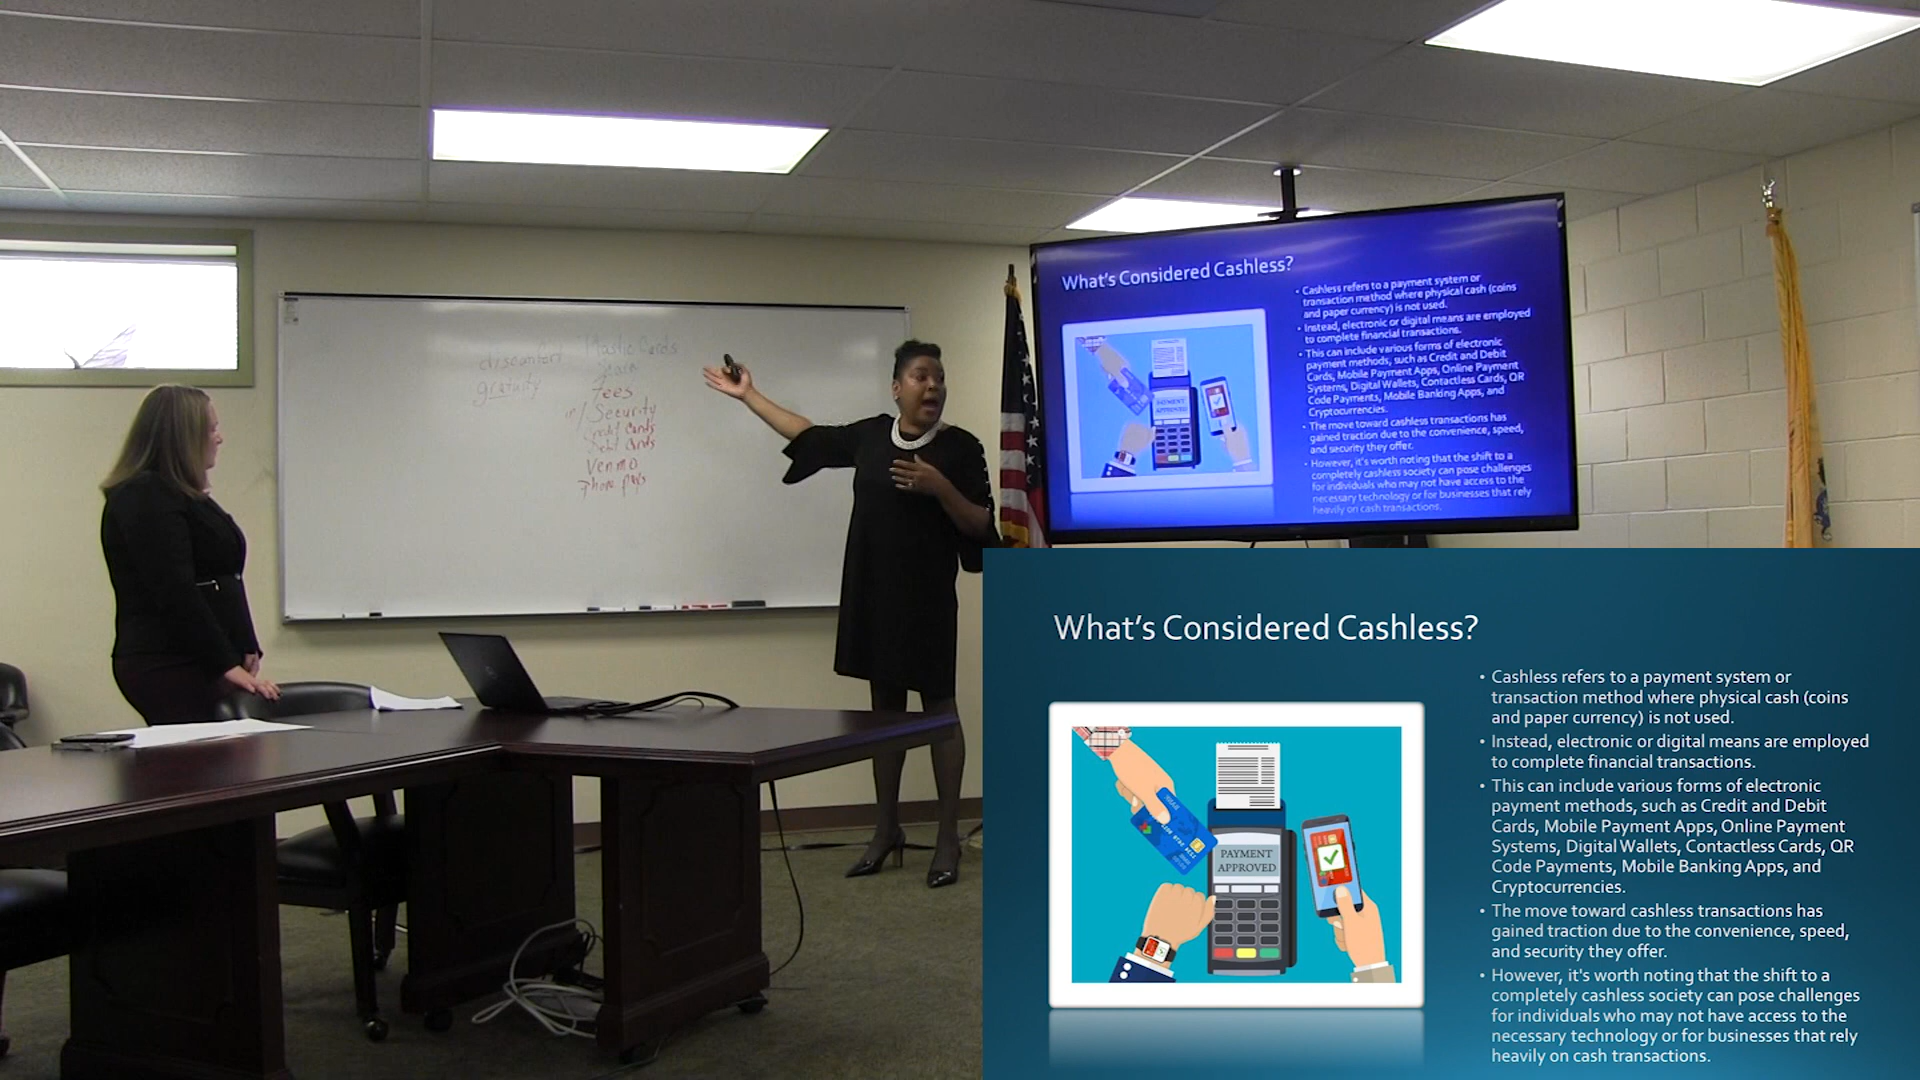 discomfort Plastic Cards
gratuity
Fees
Security
Credit Cards
Debit Cards
Venmo
Phone pays
What's Considered Cashless?
• Cashless refers to a payment system or
transaction method where physical cash (coins
and paper currency) is not used.
• Instead, electronic or digital means are employed
to complete financial transactions.
• This can include various forms of electronic
payment methods, such as Credit and Debit
Cards, Mobile Payment Apps, Online Payment
Systems, Digital Wallets, Contactless Cards, QR
Code Payments, Mobile Banking Apps, and
Cryptocurrencies.
• The move toward cashless transactions has
gained traction due to the convenience, speed,
and security they offer.
• However, it's worth noting that the shift to a
completely cashless society can pose challenges
for individuals who may not have access to the
necessary technology or for businesses that rely
heavily on cash transactions.
PAYMENT
APPROVED
What's Considered Cashless?
• Cashless refers to a payment system or
transaction method where physical cash (coins
and paper currency) is not used.
• Instead, electronic or digital means are employed
to complete financial transactions.
• This can include various forms of electronic
payment methods, such as Credit and Debit
Cards, Mobile Payment Apps, Online Payment
Systems, Digital Wallets, Contactless Cards, QR
Code Payments, Mobile Banking Apps, and
Cryptocurrencies.
• The move toward cashless transactions has
gained traction due to the convenience, speed,
and security they offer.
• However, it's worth noting that the shift to a
completely cashless society can pose challenges
for individuals who may not have access to the
necessary technology or for businesses that rely
heavily on cash transactions.
PAYMENT
APPROVED